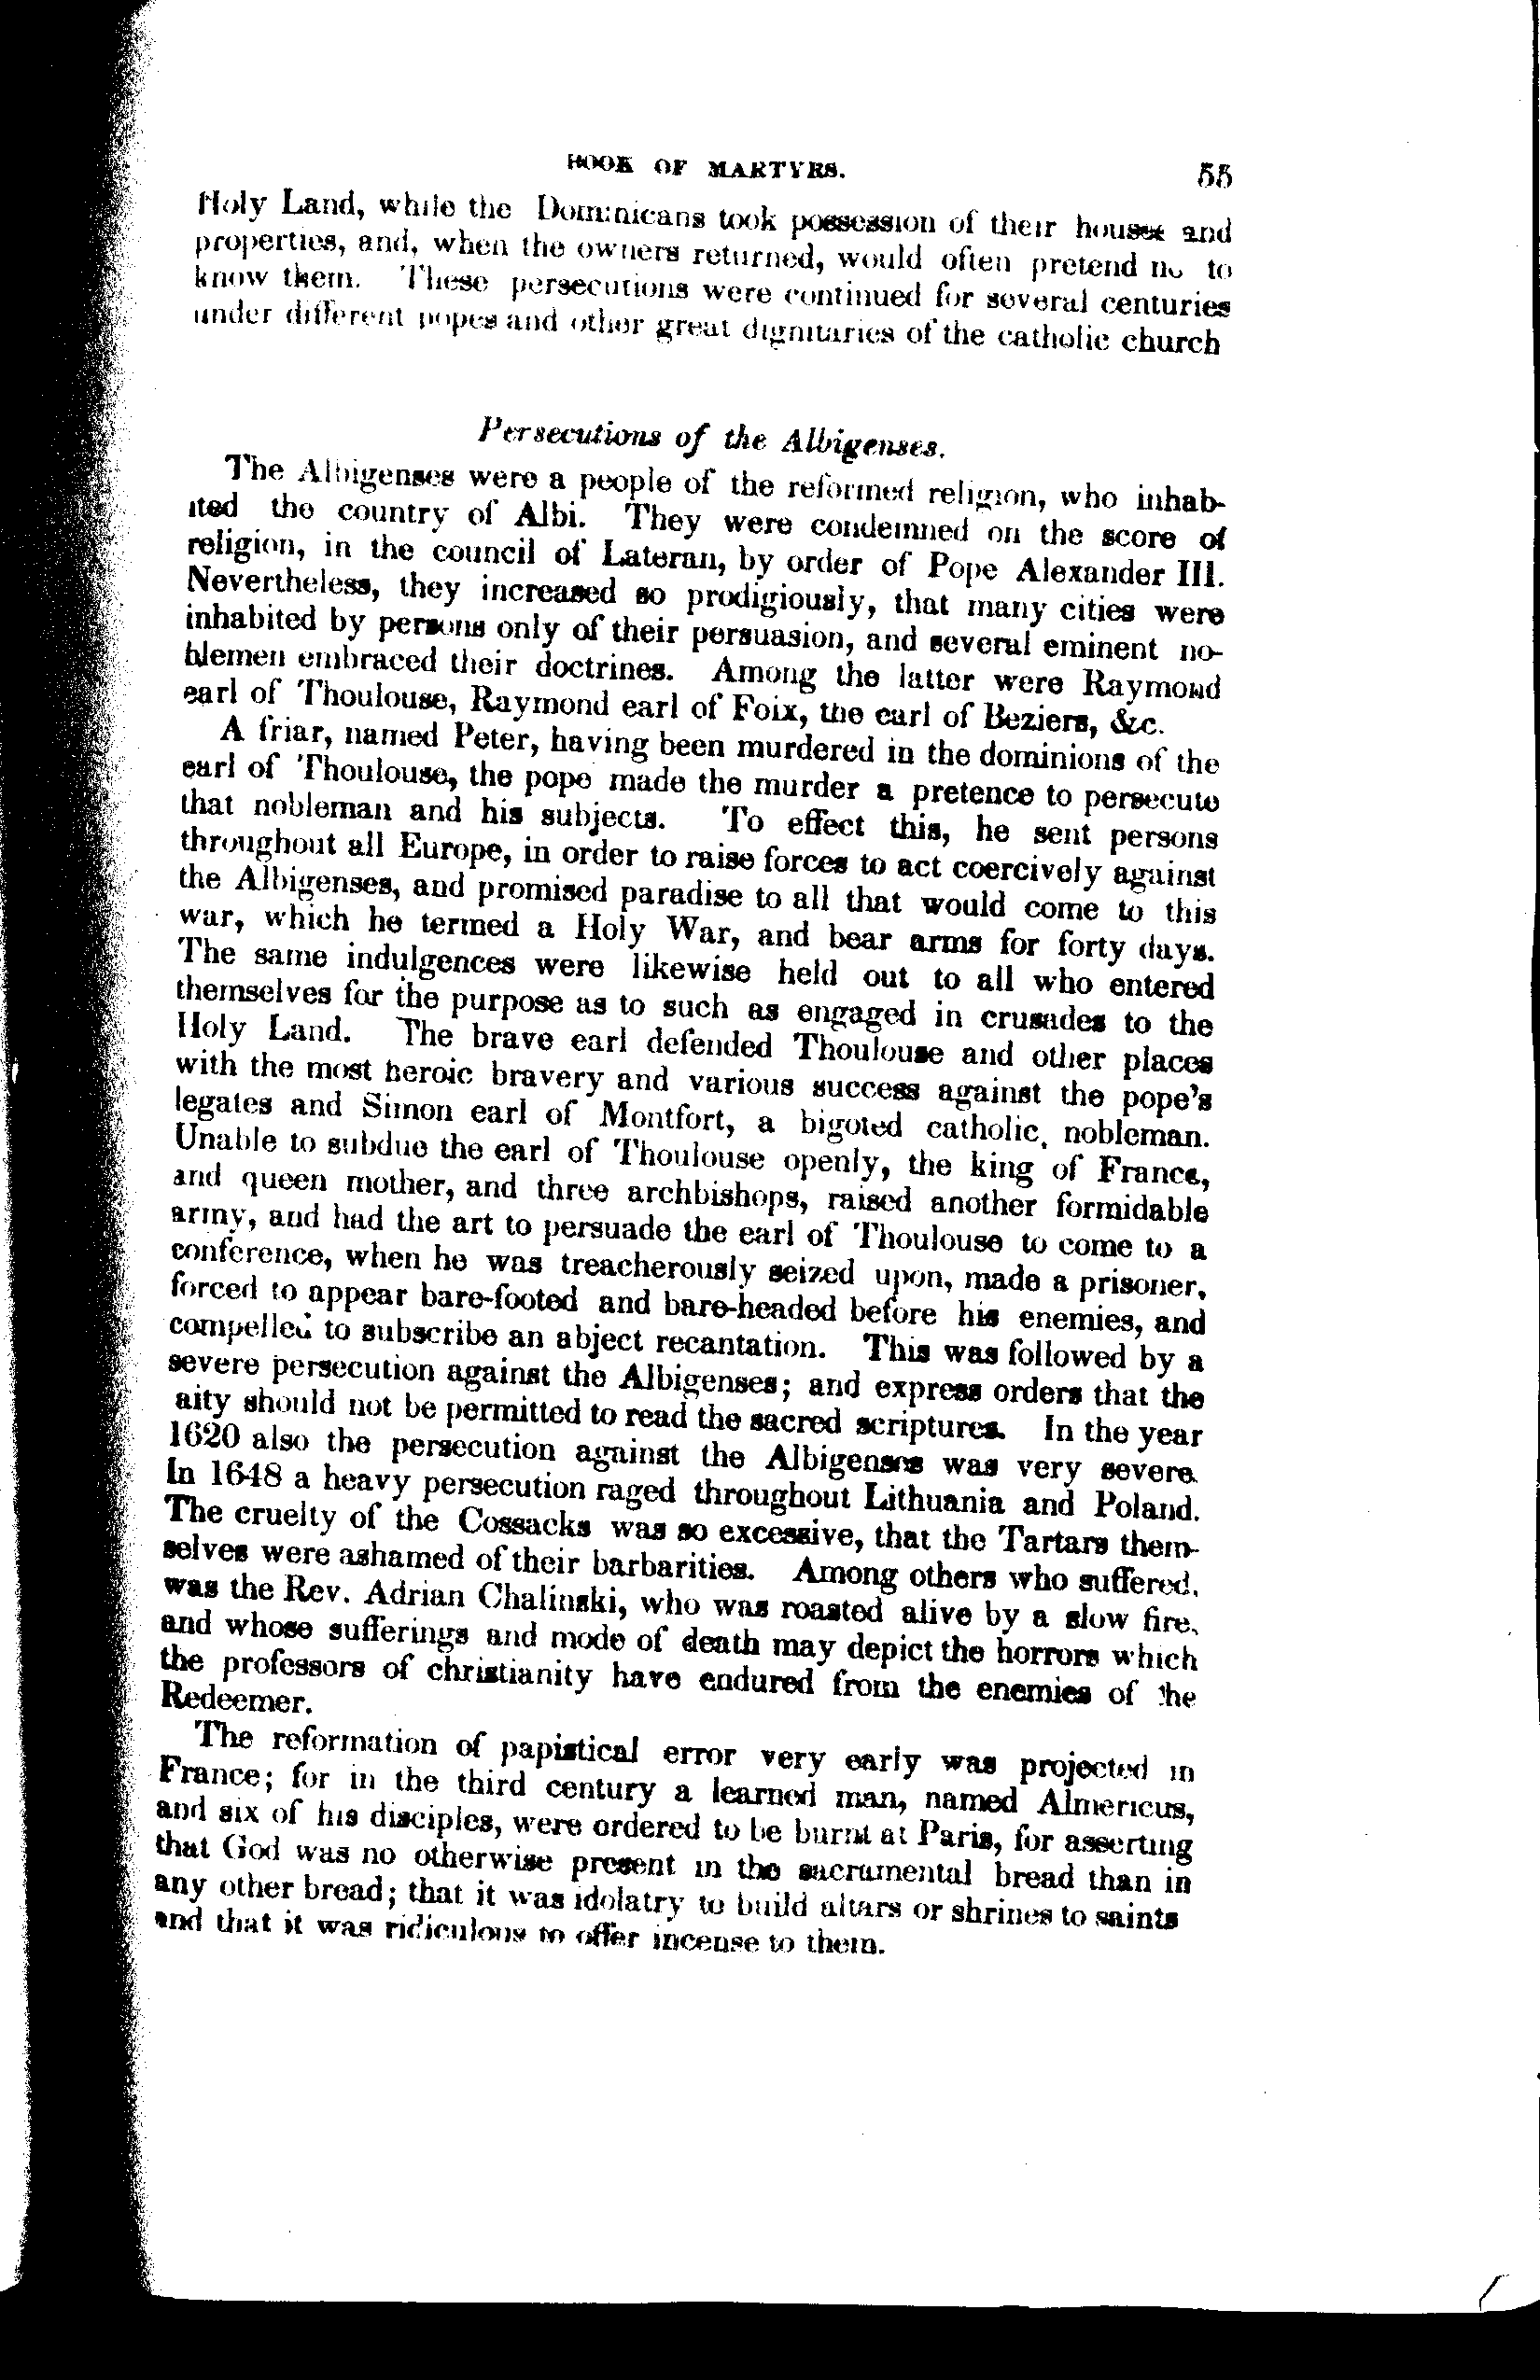 BOOK OF MARTYRS. 55
Holy Land, while the Dominicans took possession of their houses and
properties, and, when the owners returned, would often pretend no to
know them. These persecutions were continued for several centuries
under different popes and other great dignitaries of the catholic church
Persecutions of the Albigenses.
The Albigenses were a people of the reformed religion, who inhab-
ited the country of Albi. They were condemned on the score of
religion, in the council of Lateran, by order of Pope Alexander III.
Nevertheless, they increased so prodigiously, that many cities were
inhabited by persons only of their persuasion, and several eminent no-
blemen embraced their doctrines. Among the latter were Raymond
earl of Thoulouse, Raymond earl of Foix, the earl of Beziers, &c.
A friar, named Peter, having been murdered in the dominions of the
earl of Thoulouse, the pope made the murder a pretence to persecute
that nobleman and his subjects. To effect this, he sent persons
throughout all Europe, in order to raise forces to act coercively against
the Albigenses, and promised paradise to all that would come to this
war, which he termed a Holy War, and bear arms for forty days.
The same indulgences were likewise held out to all who entered
themselves for the purpose as to such as engaged in crusades to the
Holy Land. The brave earl defended Thoulouse and other places
with the most heroic bravery and various success against the pope's
legates and Simon earl of Montfort, a bigoted catholic, nobleman.
Unable to subdue the earl of Thoulouse openly, the king of France,
and queen mother, and three archbishops, raised another formidable
army, and had the art to persuade the earl of Thoulouse to come to a
conference, when he was treacherously seized upon, made a prisoner,
forced to appear bare-footed and bare-headed before his enemies, and
compelled to subscribe an abject recantation. This was followed by a
severe persecution against the Albigenses; and express orders that the
aity should not be permitted to read the sacred scriptures. In the year
1620 also the persecution against the Albigenses was very severe.
In 1648 a heavy persecution raged throughout Lithuania and Poland.
The cruelty of the Cossacks was so excessive, that the Tartars them-
selves were ashamed of their barbarities. Among others who suffered,
was the Rev. Adrian Chalinski, who was roasted alive by a slow fire,
and whose sufferings and mode of death may depict the horrors which
the professors of christianity have endured from the enemies of the
Redeemer.
The reformation of papistical error very early was projected in
France; for in the third century a learned man, named Almericus,
and six of his disciples, were ordered to be burnt at Paris, for asserting
that God was no otherwise present in the sacramental bread than in
any other bread; that it was idolatry to build altars or shrines to saints
and that it was ridiculous to offer incense to them.